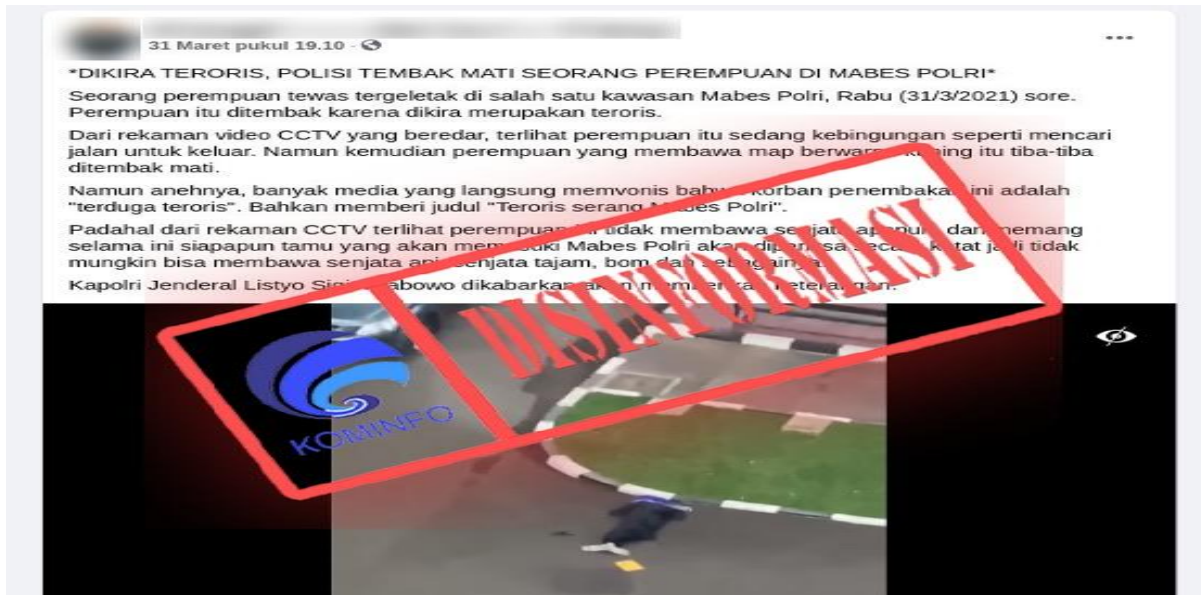 31 Maret pukul 19.10 ·
*DIKIRA TERORIS, POLISI TEMBAK MATI SEORANG PEREMPUAN DI MABES POLRI*
Seorang perempuan tewas tergeletak di salah satu kawasan Mabes Polri, Rabu (31/3/2021) sore.
Perempuan itu ditembak karena dikira merupakan teroris.
Dari rekaman video CCTV yang beredar, terlihat perempuan itu sedang kebingungan seperti mencari
jalan untuk keluar. Namun kemudian perempuan yang membawa map berwarna kuning itu tiba-tiba
ditembak mati.
Namun anehnya, banyak media yang langsung memvonis bahwa korban penembakan ini adalah
"terduga teroris". Bahkan memberi judul "Teroris serang Mabes Polri".
Padahal dari rekaman CCTV terlihat perempuan tidak membawa senjata apapun, dan memang
selama ini siapapun tamu yang akan memasuki Mabes Polri akan diperiksa secara ketat jadi tidak
mungkin bisa membawa senjata api, senjata tajam, bom dan sebagainya.
Kapolri Jenderal Listyo Sigit Prabowo dikabarkan akan memberikan keterangan.
DISINFORMASI
KOMINFO